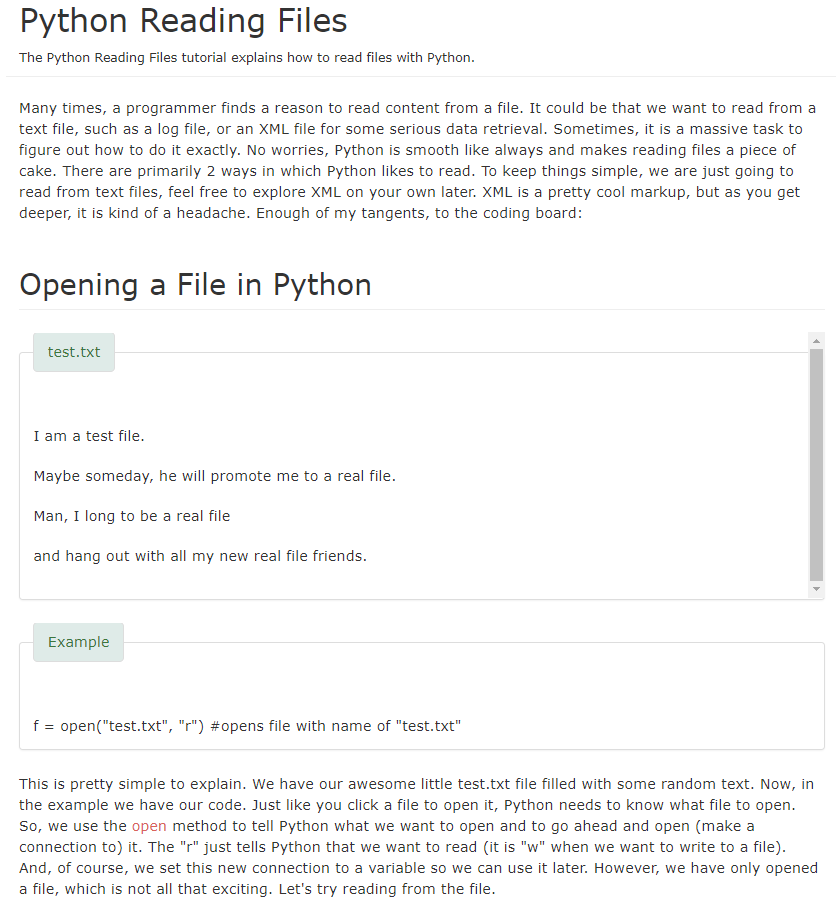 Python Reading Files
The Python Reading Files tutorial explains how to read files with Python.
Many times, a programmer finds a reason to read content from a file. It could be that we want to read from a
text file, such as a log file, or an XML file for some serious data retrieval. Sometimes, it is a massive task to
figure out how to do it exactly. No worries, Python is smooth like always and makes reading files a piece of
cake. There are primarily 2 ways in which Python likes to read. To keep things simple, we are just going to
read from text files, feel free to explore XML on your own later. XML is a pretty cool markup, but as you get
deeper, it is kind of a headache. Enough of my tangents, to the coding board:
Opening a File in Python
test.txt
I am a test file.
Maybe someday, he will promote me to a real file.
Man, I long to be a real file
and hang out with all my new real file friends.
Example
f = open("test.txt", "r") #opens file with name of "test.txt"
This is pretty simple to explain. We have our awesome little test.txt file filled with some random text. Now, in
the example we have our code. Just like you click a file to open it, Python needs to know what file to open.
So, we use the open method to tell Python what we want to open and to go ahead and open (make a
connection to) it. The "r" just tells Python that we want to read (it is "w" when we want to write to a file).
And, of course, we set this new connection to a variable so we can use it later. However, we have only opened
a file, which is not all that exciting. Let's try reading from the file.